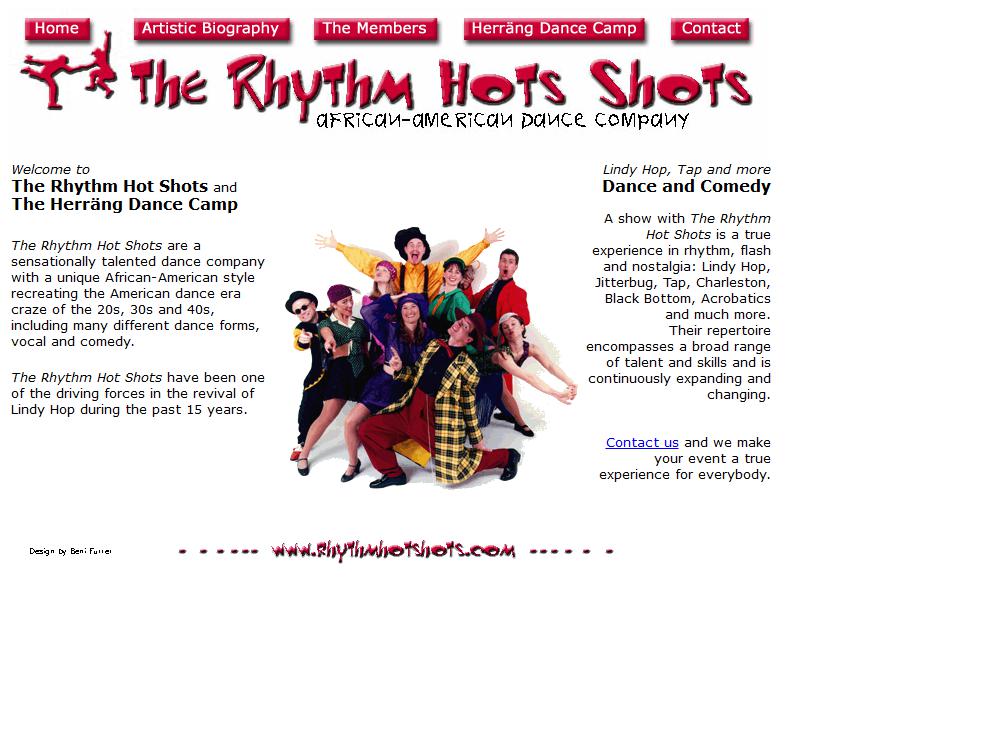 Home Artistic Biography The Members Herräng Dance Camp Contact
The Rhythm Hots Shots
African-American Dance Company
Welcome to
The Rhythm Hot Shots and
The Herräng Dance Camp
The Rhythm Hot Shots are a
sensationally talented dance company
with a unique African-American style
recreating the American dance era
craze of the 20s, 30s and 40s,
including many different dance forms,
vocal and comedy.
The Rhythm Hot Shots have been one
of the driving forces in the revival of
Lindy Hop during the past 15 years.
Lindy Hop, Tap and more
Dance and Comedy
A show with The Rhythm
Hot Shots is a true
experience in rhythm, flash
and nostalgia: Lindy Hop,
Jitterbug, Tap, Charleston,
Black Bottom, Acrobatics
and much more.
Their repertoire
encompasses a broad range
of talent and skills and is
continuously expanding and
changing.
Contact us and we make
your event a true
experience for everybody.
Design by Beni Furrer
- - - - - - www.Rhythmhotshots.com - - - - - -